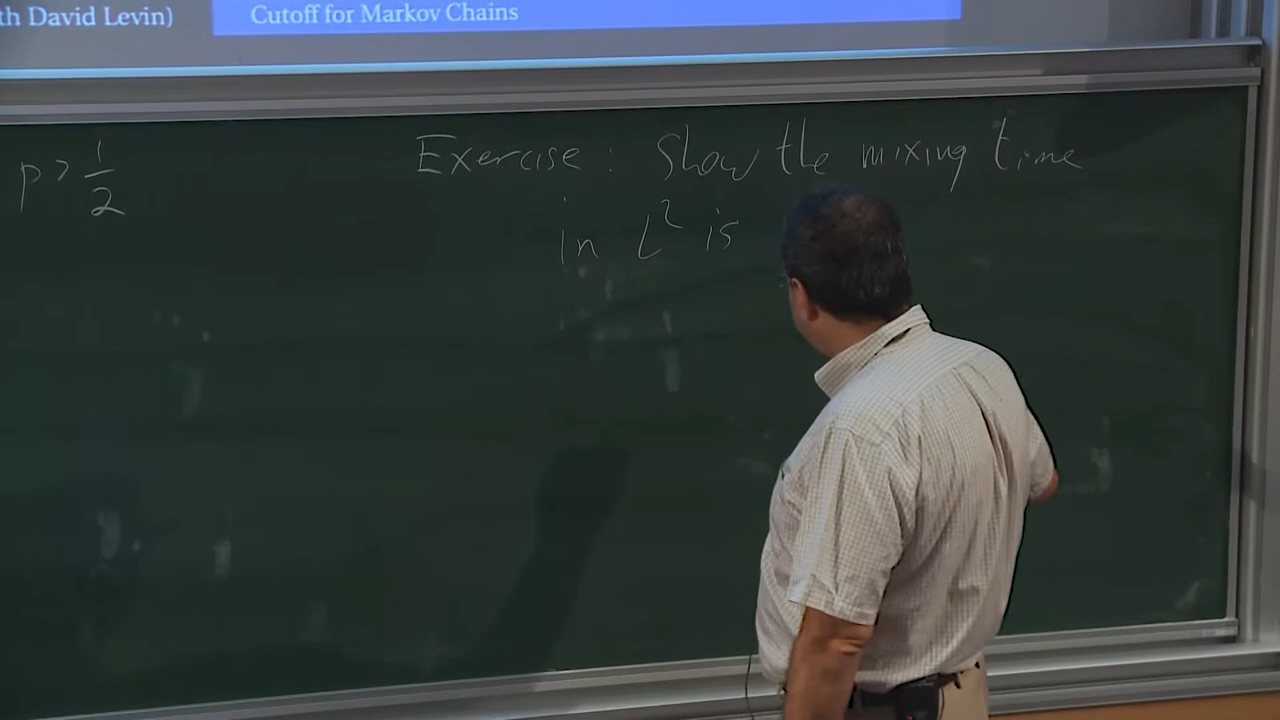 th David Levin)
Cutoff for Markov Chains
p > 1/2
Exercise: Show the mixing time
in L² is